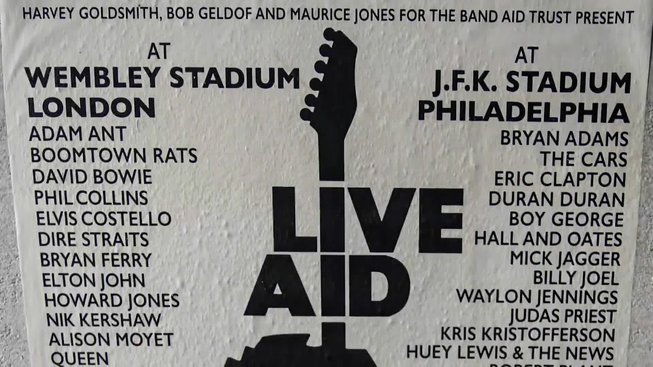 HARVEY GOLDSMITH, BOB GELDOF AND MAURICE JONES FOR THE BAND AID TRUST PRESENT
AT
WEMBLEY STADIUM
LONDON
ADAM ANT
BOOMTOWN RATS
DAVID BOWIE
PHIL COLLINS
ELVIS COSTELLO
DIRE STRAITS
BRYAN FERRY
ELTON JOHN
HOWARD JONES
NIK KERSHAW
ALISON MOYET
QUEEN
LIVE
AID
AT
J.F.K. STADIUM
PHILADELPHIA
BRYAN ADAMS
THE CARS
ERIC CLAPTON
DURAN DURAN
BOY GEORGE
HALL AND OATES
MICK JAGGER
BILLY JOEL
WAYLON JENNINGS
JUDAS PRIEST
KRIS KRISTOFFERSON
HUEY LEWIS & THE NEWS
ROBERT PLANT